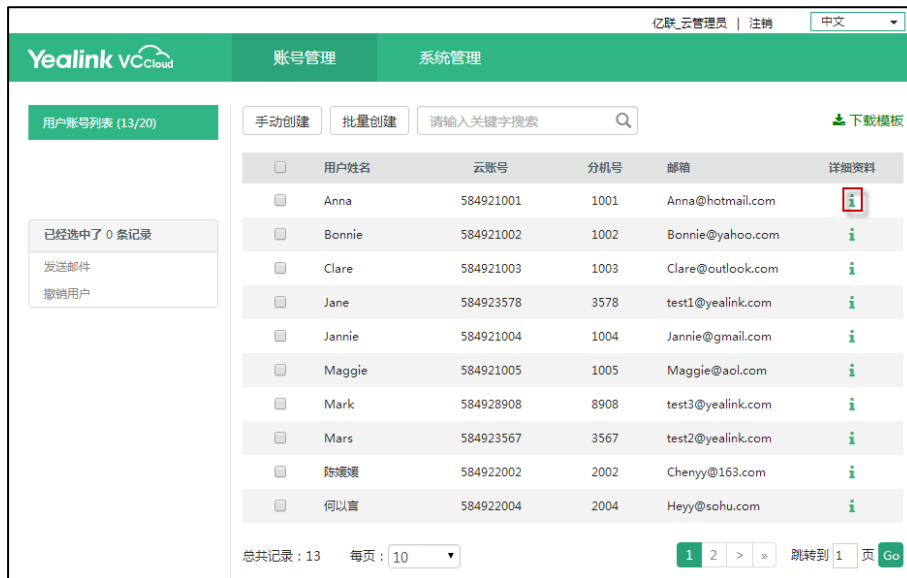 亿联_云管理员 | 注销 中文
Yealink VCCloud 账号管理 系统管理
用户账号列表 (13/20)
手动创建 批量创建 请输入关键字搜索 下载模板
用户姓名 云账号 分机号 邮箱 详细资料
Anna 584921001 1001 Anna@hotmail.com i
Bonnie 584921002 1002 Bonnie@yahoo.com i
已经选中了 0 条记录
发送邮件
撤销用户
Clare 584921003 1003 Clare@outlook.com i
Jane 584923578 3578 test1@yealink.com i
Jannie 584921004 1004 Jannie@gmail.com i
Maggie 584921005 1005 Maggie@aol.com i
Mark 584928908 8908 test3@yealink.com i
Mars 584923567 3567 test2@yealink.com i
陈媛媛 584922002 2002 Chenyy@163.com i
何以言 584922004 2004 Heyy@sohu.com i
总共记录：13 每页：10 1 2 > » 跳转到 1 页 Go